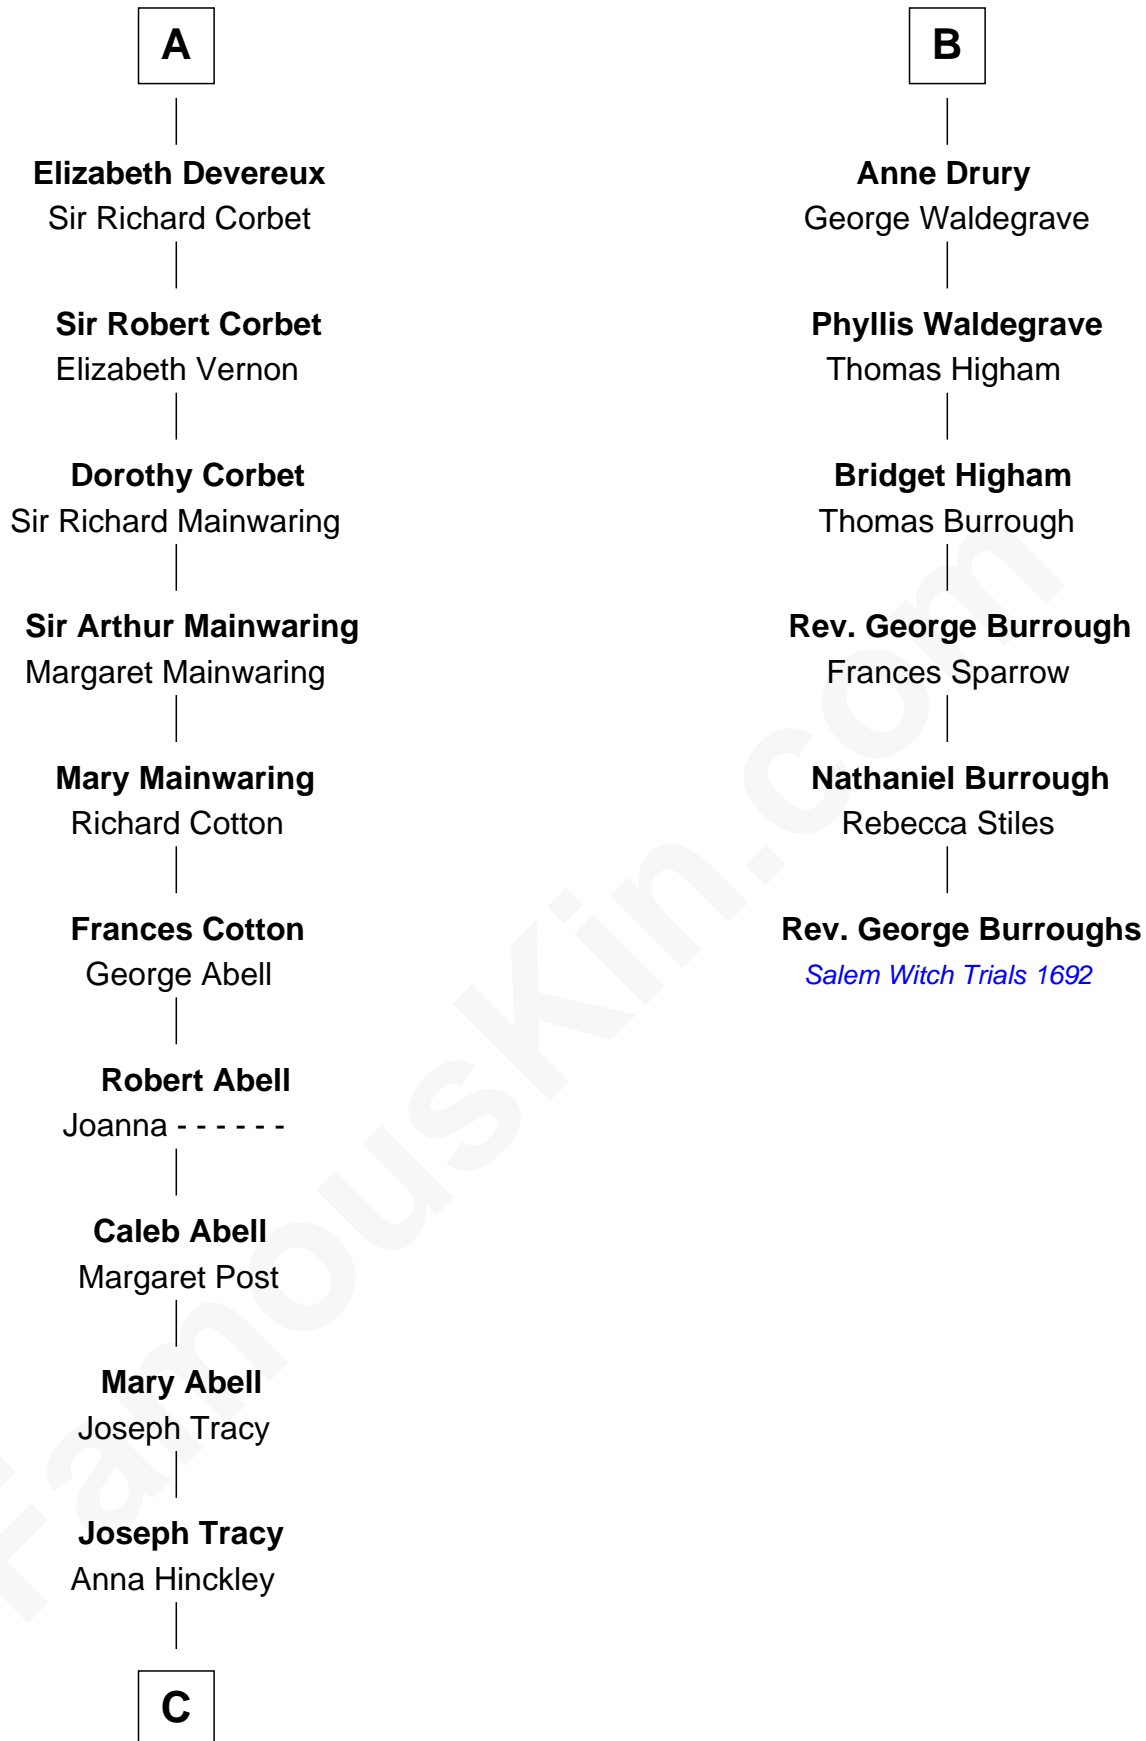 A
Elizabeth Devereux
Sir Richard Corbet
Sir Robert Corbet
Elizabeth Vernon
Dorothy Corbet
Sir Richard Mainwaring
Sir Arthur Mainwaring
Margaret Mainwaring
Mary Mainwaring
Richard Cotton
Frances Cotton
George Abell
Robert Abell
Joanna - - - - - -
Caleb Abell
Margaret Post
Mary Abell
Joseph Tracy
Joseph Tracy
Anna Hinckley
C
B
Anne Drury
George Waldegrave
Phyllis Waldegrave
Thomas Higham
Bridget Higham
Thomas Burrough
Rev. George Burrough
Frances Sparrow
Nathaniel Burrough
Rebecca Stiles
Rev. George Burroughs
Salem Witch Trials 1692
FamousKin.com